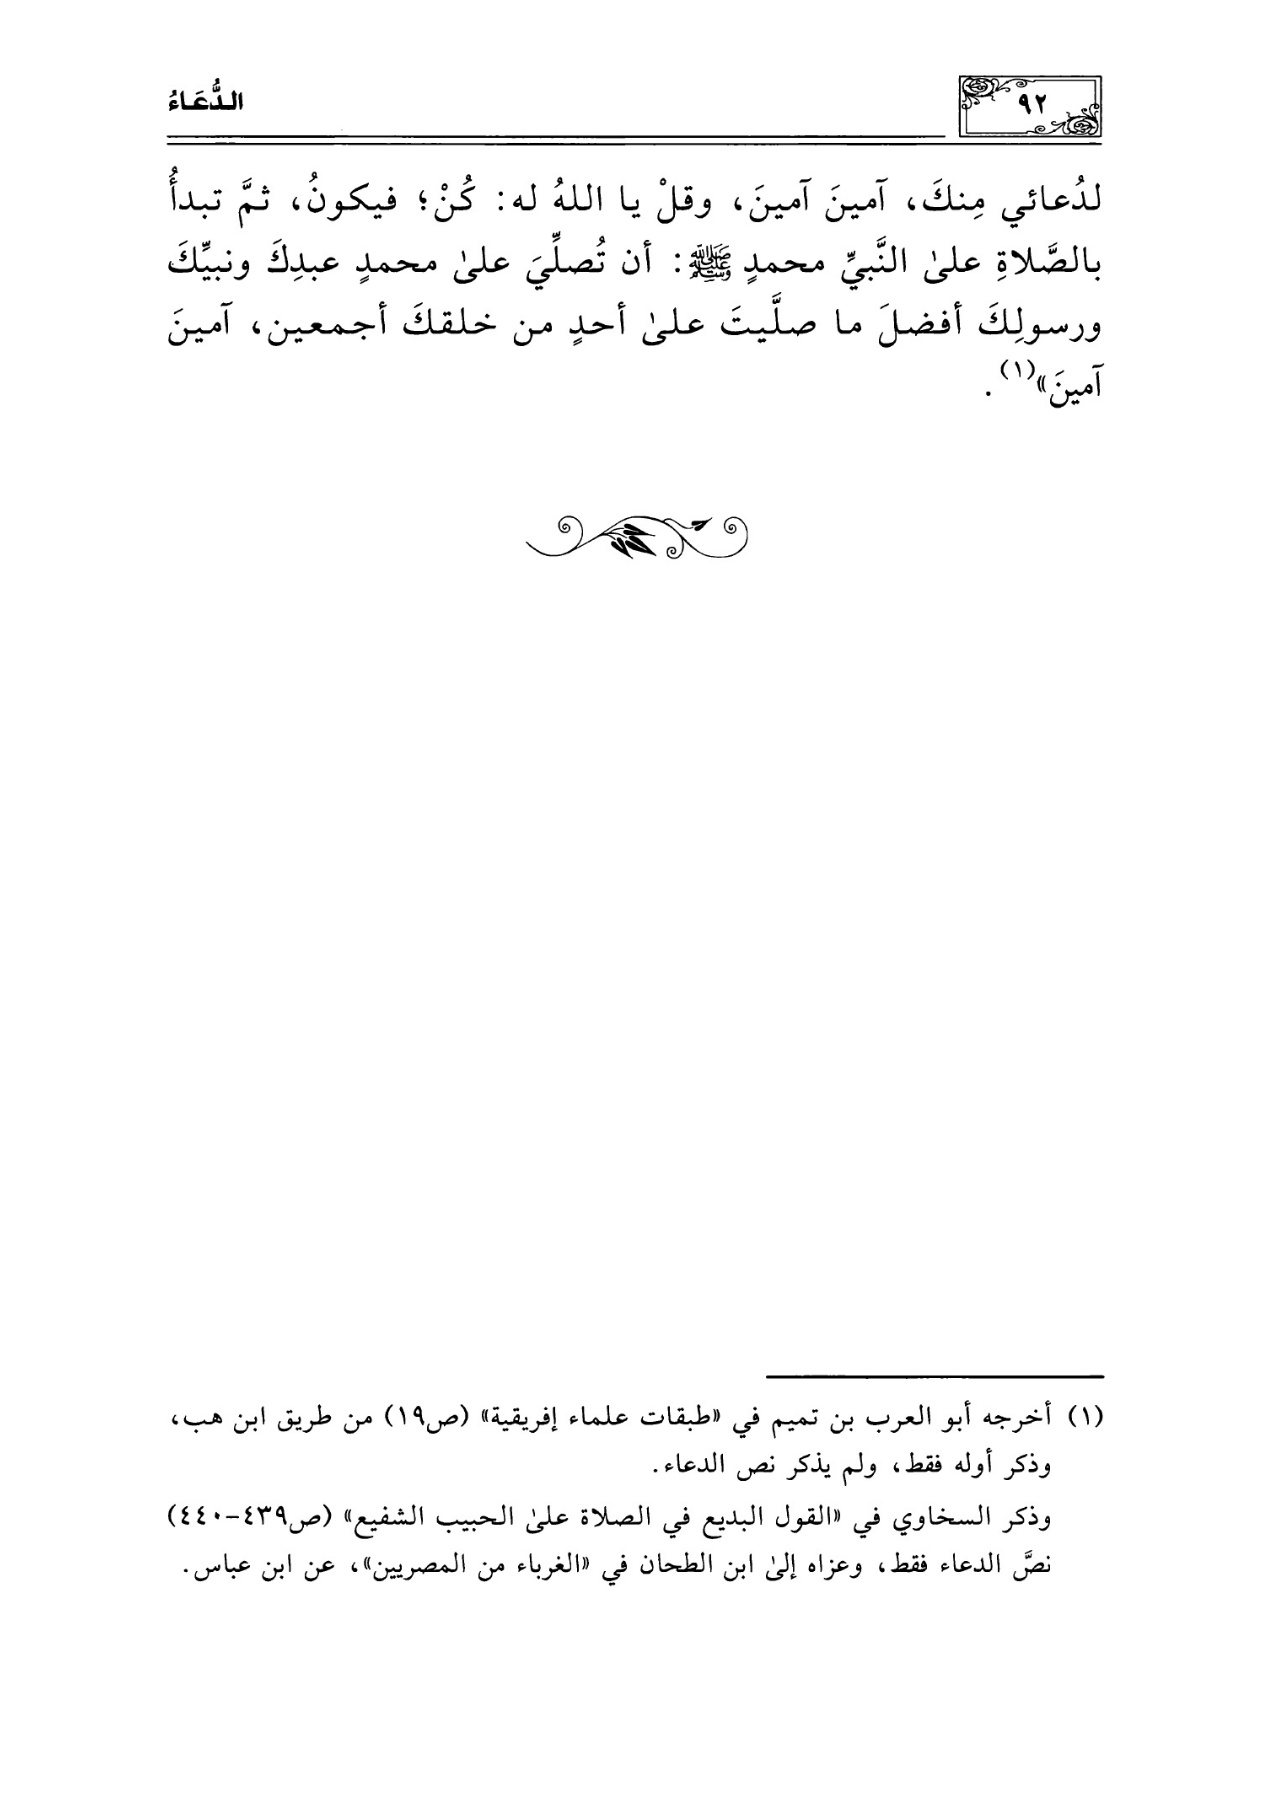 ٩٢
الدُّعَاءُ
لدُعائي مِنكَ، آمينَ آمينَ، وقلْ يا اللهُ له: كُنْ؛ فيكونُ، ثمَّ تبدأُ
بالصَّلاةِ علىٰ النَّبيِّ محمدٍ ﷺ: أن تُصلِّيَ علىٰ محمدٍ عبدِكَ ونبيِّكَ
ورسولِكَ أفضلَ ما صلَّيتَ علىٰ أحدٍ من خلقكَ أجمعين، آمينَ
آمينَ»(١).
(١) أخرجه أبو العرب بن تميم في «طبقات علماء إفريقية» (ص١٩) من طريق ابن هب،
وذكر أوله فقط، ولم يذكر نص الدعاء.
وذكر السخاوي في «القول البديع في الصلاة علىٰ الحبيب الشفيع» (ص٤٣٩-٤٤٠)
نصَّ الدعاء فقط، وعزاه إلىٰ ابن الطحان في «الغرباء من المصريين»، عن ابن عباس.